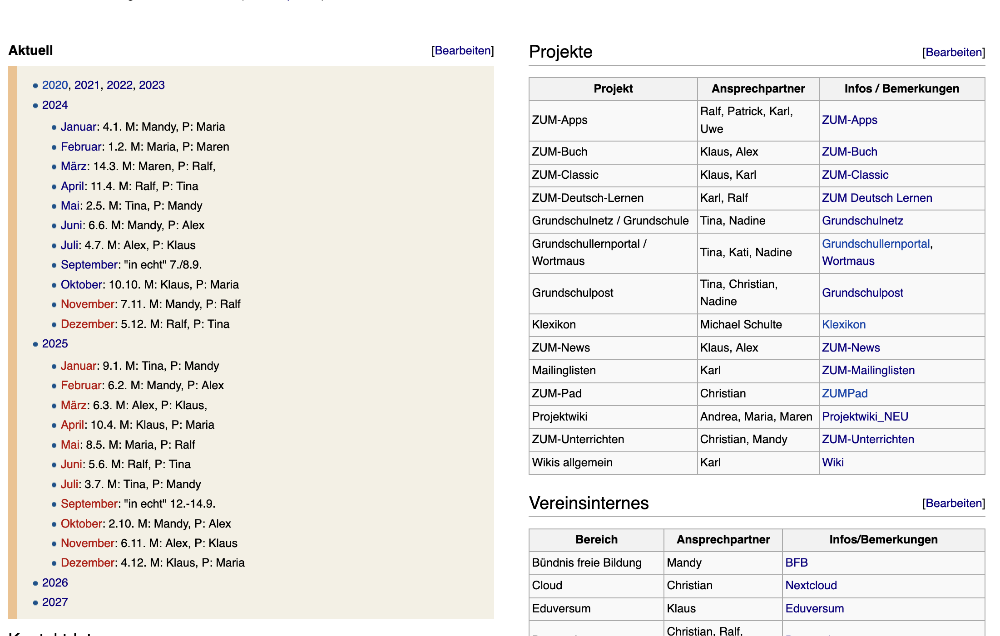 Aktuell
[Bearbeiten]
2020, 2021, 2022, 2023
2024
Januar: 4.1. M: Mandy, P: Maria
Februar: 1.2. M: Maria, P: Maren
März: 14.3. M: Maren, P: Ralf,
April: 11.4. M: Ralf, P: Tina
Mai: 2.5. M: Tina, P: Mandy
Juni: 6.6. M: Mandy, P: Alex
Juli: 4.7. M: Alex, P: Klaus
September: "in echt" 7./8.9.
Oktober: 10.10. M: Klaus, P: Maria
November: 7.11. M: Mandy, P: Ralf
Dezember: 5.12. M: Ralf, P: Tina
2025
Januar: 9.1. M: Tina, P: Mandy
Februar: 6.2. M: Mandy, P: Alex
März: 6.3. M: Alex, P: Klaus,
April: 10.4. M: Klaus, P: Maria
Mai: 8.5. M: Maria, P: Ralf
Juni: 5.6. M: Ralf, P: Tina
Juli: 3.7. M: Tina, P: Mandy
September: "in echt" 12.-14.9.
Oktober: 2.10. M: Mandy, P: Alex
November: 6.11. M: Alex, P: Klaus
Dezember: 4.12. M: Klaus, P: Maria
2026
2027
Projekte
[Bearbeiten]
Projekt Ansprechpartner Infos / Bemerkungen
ZUM-Apps Ralf, Patrick, Karl, ZUM-Apps
Uwe
ZUM-Buch Klaus, Alex ZUM-Buch
ZUM-Classic Klaus, Karl ZUM-Classic
ZUM-Deutsch-Lernen Karl, Ralf ZUM Deutsch Lernen
Grundschulnetz / Grundschule Tina, Nadine Grundschulnetz
Grundschullernportal / Tina, Kati, Nadine Grundschullernportal,
Wortmaus Wortmaus
Grundschulpost Tina, Christian, Grundschulpost
Nadine
Klexikon Michael Schulte Klexikon
ZUM-News Klaus, Alex ZUM-News
Mailinglisten Karl ZUM-Mailinglisten
ZUM-Pad Christian ZUMPad
Projektwiki Andrea, Maria, Maren Projektwiki_NEU
ZUM-Unterrichten Christian, Mandy ZUM-Unterrichten
Wikis allgemein Karl Wiki
Vereinsinternes
[Bearbeiten]
Bereich Ansprechpartner Infos/Bemerkungen
Bündnis freie Bildung Mandy BFB
Cloud Christian Nextcloud
Eduversum Klaus Eduversum
Christian, Ralf,